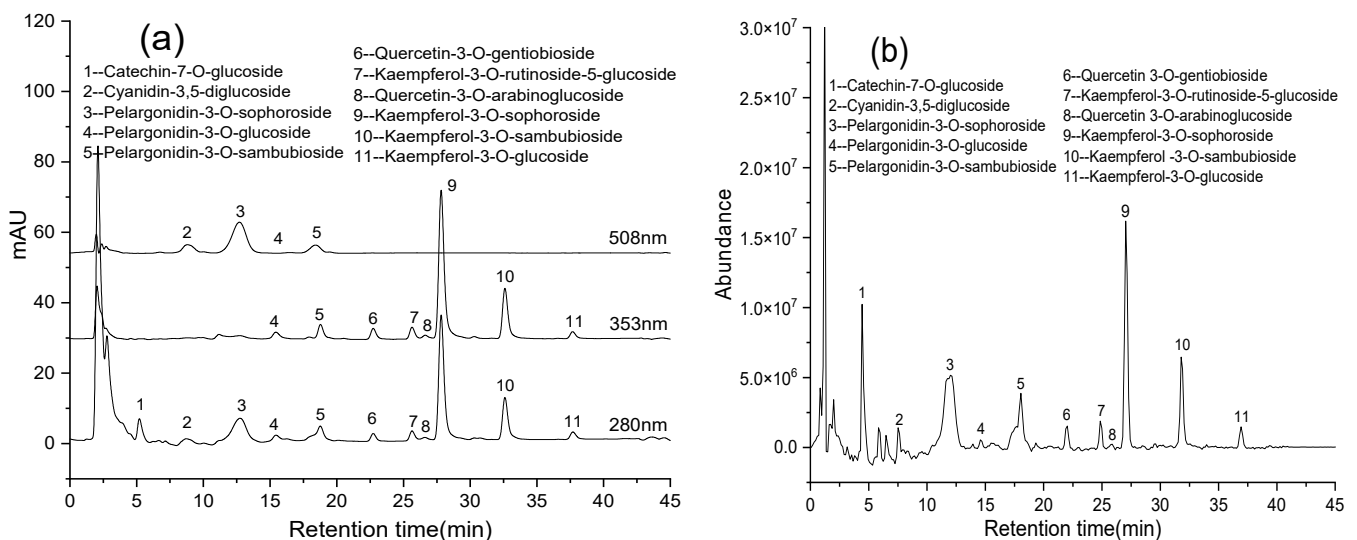 (a)
1--Catechin-7-O-glucoside
2--Cyanidin-3,5-diglucoside
3--Pelargonidin-3-O-sophoroside
4--Pelargonidin-3-O-glucoside
5--Pelargonidin-3-O-sambubioside
6--Quercetin-3-O-gentiobioside
7--Kaempferol-3-O-rutinoside-5-glucoside
8--Quercetin-3-O-arabinoglucoside
9--Kaempferol-3-O-sophoroside
10--Kaempferol-3-O-sambubioside
11--Kaempferol-3-O-glucoside
mAU
120
100
80
60
40
20
0
2 3 4 5 508nm
4 5 6 7 8 9 10 11 353nm
1 2 3 4 5 6 7 8 10 11 280nm
0 5 10 15 20 25 30 35 40 45
Retention time(min)
(b)
1--Catechin-7-O-glucoside
2--Cyanidin-3,5-diglucoside
3--Pelargonidin-3-O-sophoroside
4--Pelargonidin-3-O-glucoside
5--Pelargonidin-3-O-sambubioside
6--Quercetin 3-O-gentiobioside
7--Kaempferol-3-O-rutinoside-5-glucoside
8--Quercetin 3-O-arabinoglucoside
9--Kaempferol-3-O-sophoroside
10--Kaempferol -3-O-sambubioside
11--Kaempferol-3-O-glucoside
Abundance
3.0×10⁷
2.5×10⁷
2.0×10⁷
1.5×10⁷
1.0×10⁷
5.0×10⁶
0.0
1 2 3 4 5 6 7 8 9 10 11
0 5 10 15 20 25 30 35 40 45
Retention time(min)